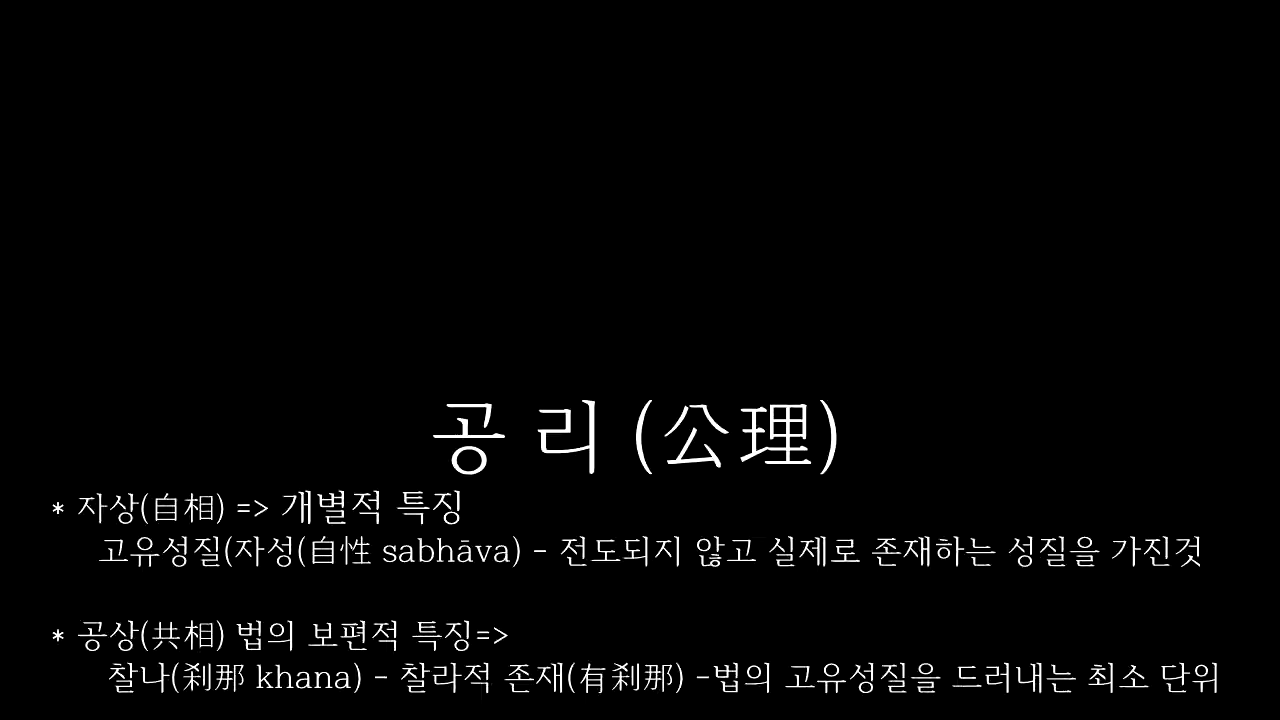 공 리 (公理)
* 자상(自相) => 개별적 특징
고유성질(자성(自性 sabhāva) - 전도되지 않고 실제로 존재하는 성질을 가진것
* 공상(共相) 법의 보편적 특징=>
찰나(刹那 khana) - 찰라적 존재(有刹那) -법의 고유성질을 드러내는 최소 단위